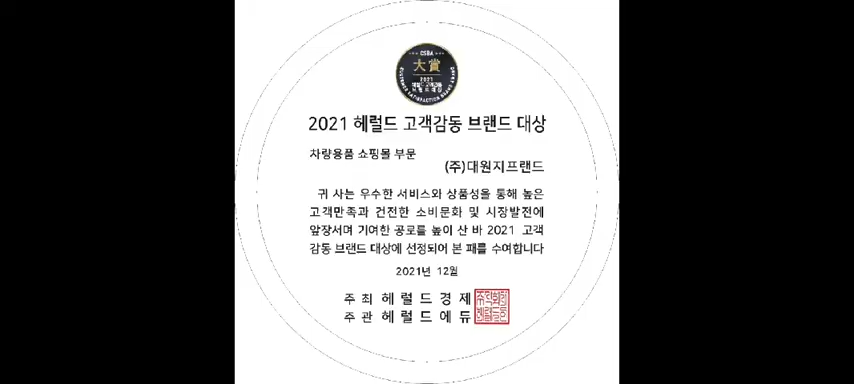 CSBA
大賞
2021
2021 헤럴드 고객감동 브랜드 대상
차량용품 쇼핑몰 부문
(주)대원지프랜드
귀 사는 우수한 서비스와 상품성을 통해 높은
고객만족과 건전한 소비문화 및 시장발전에
앞장서며 기여한 공로를 높이 산 바 2021 고객
감동 브랜드 대상에 선정되어 본 패를 수여합니다
2021년 12월
주최 헤럴드경제
주관 헤럴드에듀